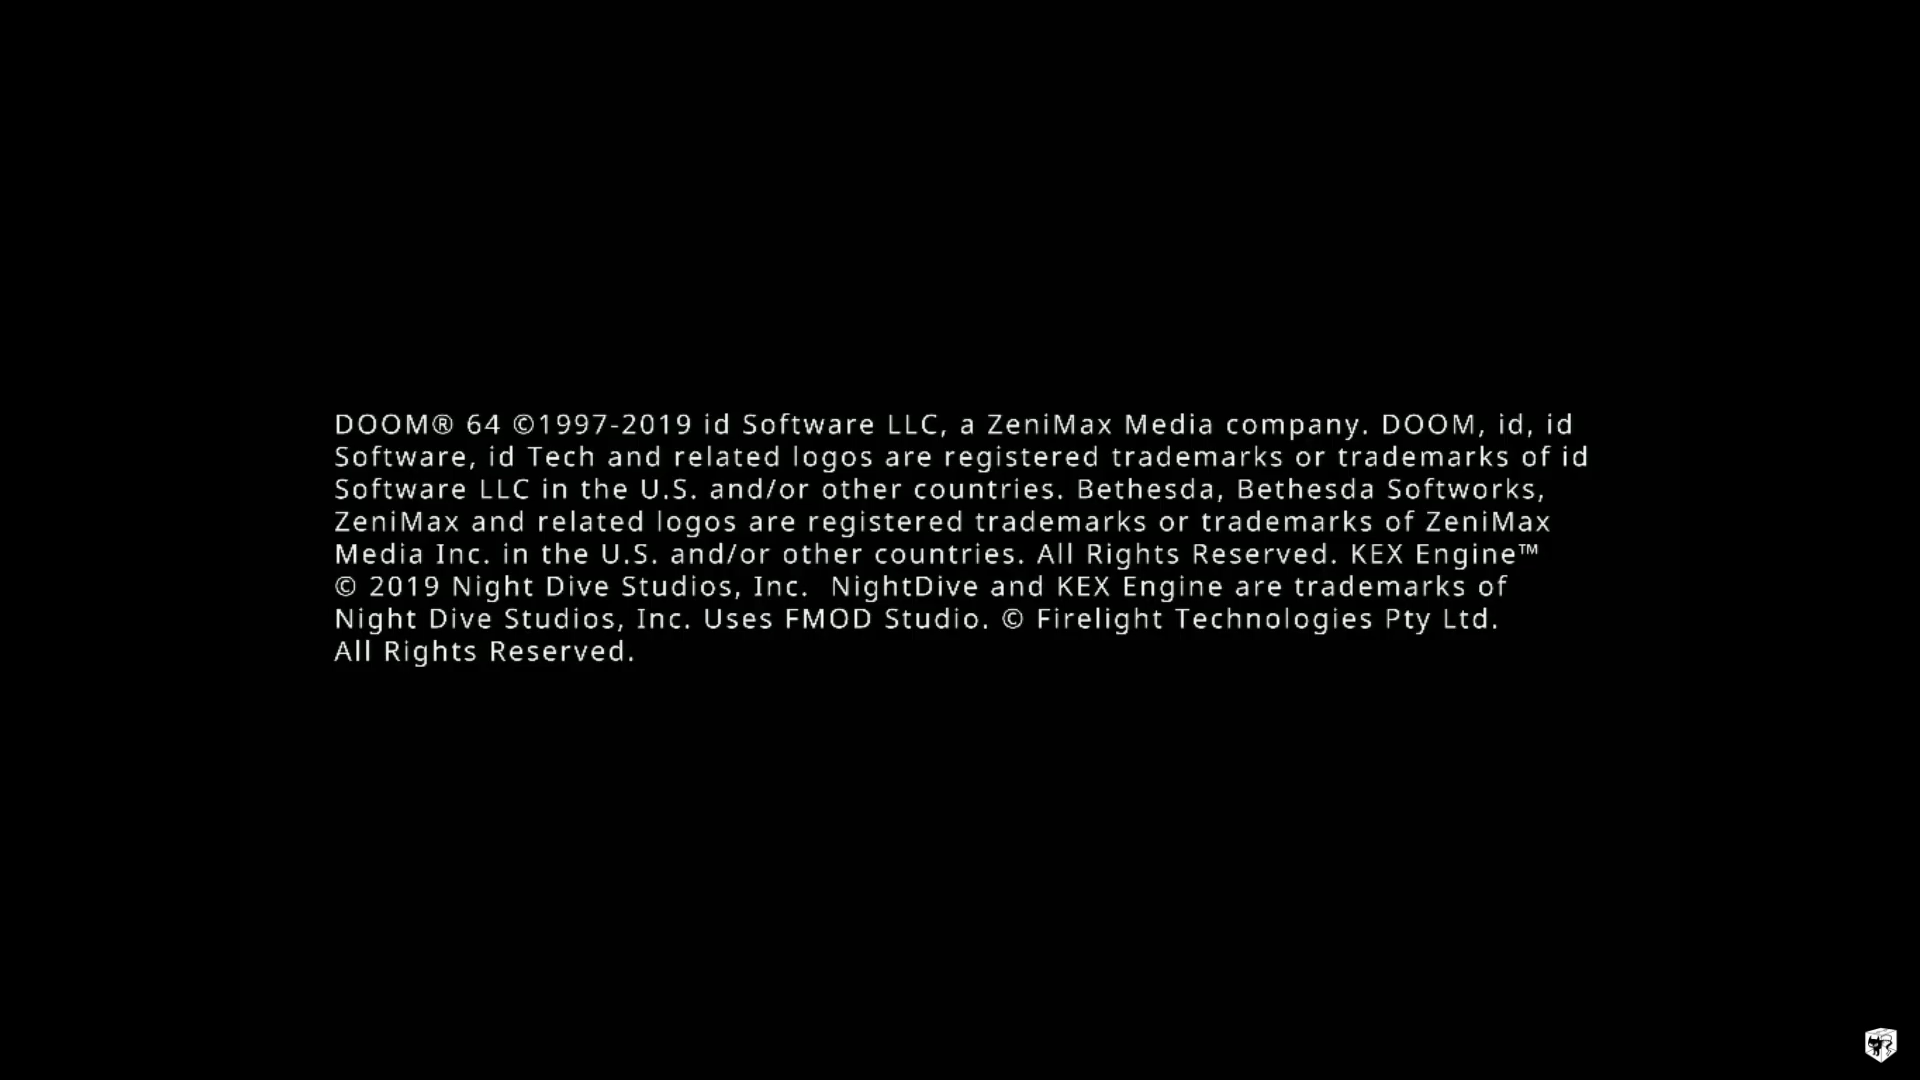 DOOM® 64 ©1997-2019 id Software LLC, a ZeniMax Media company. DOOM, id, id
Software, id Tech and related logos are registered trademarks or trademarks of id
Software LLC in the U.S. and/or other countries. Bethesda, Bethesda Softworks,
ZeniMax and related logos are registered trademarks or trademarks of ZeniMax
Media Inc. in the U.S. and/or other countries. All Rights Reserved. KEX Engine™
© 2019 Night Dive Studios, Inc.  NightDive and KEX Engine are trademarks of
Night Dive Studios, Inc. Uses FMOD Studio. © Firelight Technologies Pty Ltd.
All Rights Reserved.